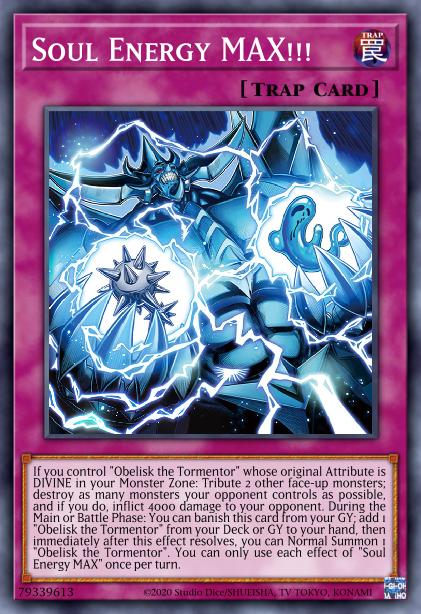 SOUL ENERGY MAX!!!
TRAP
罠
[TRAP CARD]
If you control "Obelisk the Tormentor" whose original Attribute is
DIVINE in your Monster Zone: Tribute 2 other face-up monsters;
destroy as many monsters your opponent controls as possible,
and if you do, inflict 4000 damage to your opponent. During the
Main or Battle Phase: You can banish this card from your GY; add 1
"Obelisk the Tormentor" from your Deck or GY to your hand, then
immediately after this effect resolves, you can Normal Summon 1
"Obelisk the Tormentor". You can only use each effect of "Soul
Energy MAX" once per turn.
79339613
©2020 Studio Dice/SHUEISHA, TV TOKYO, KONAMI